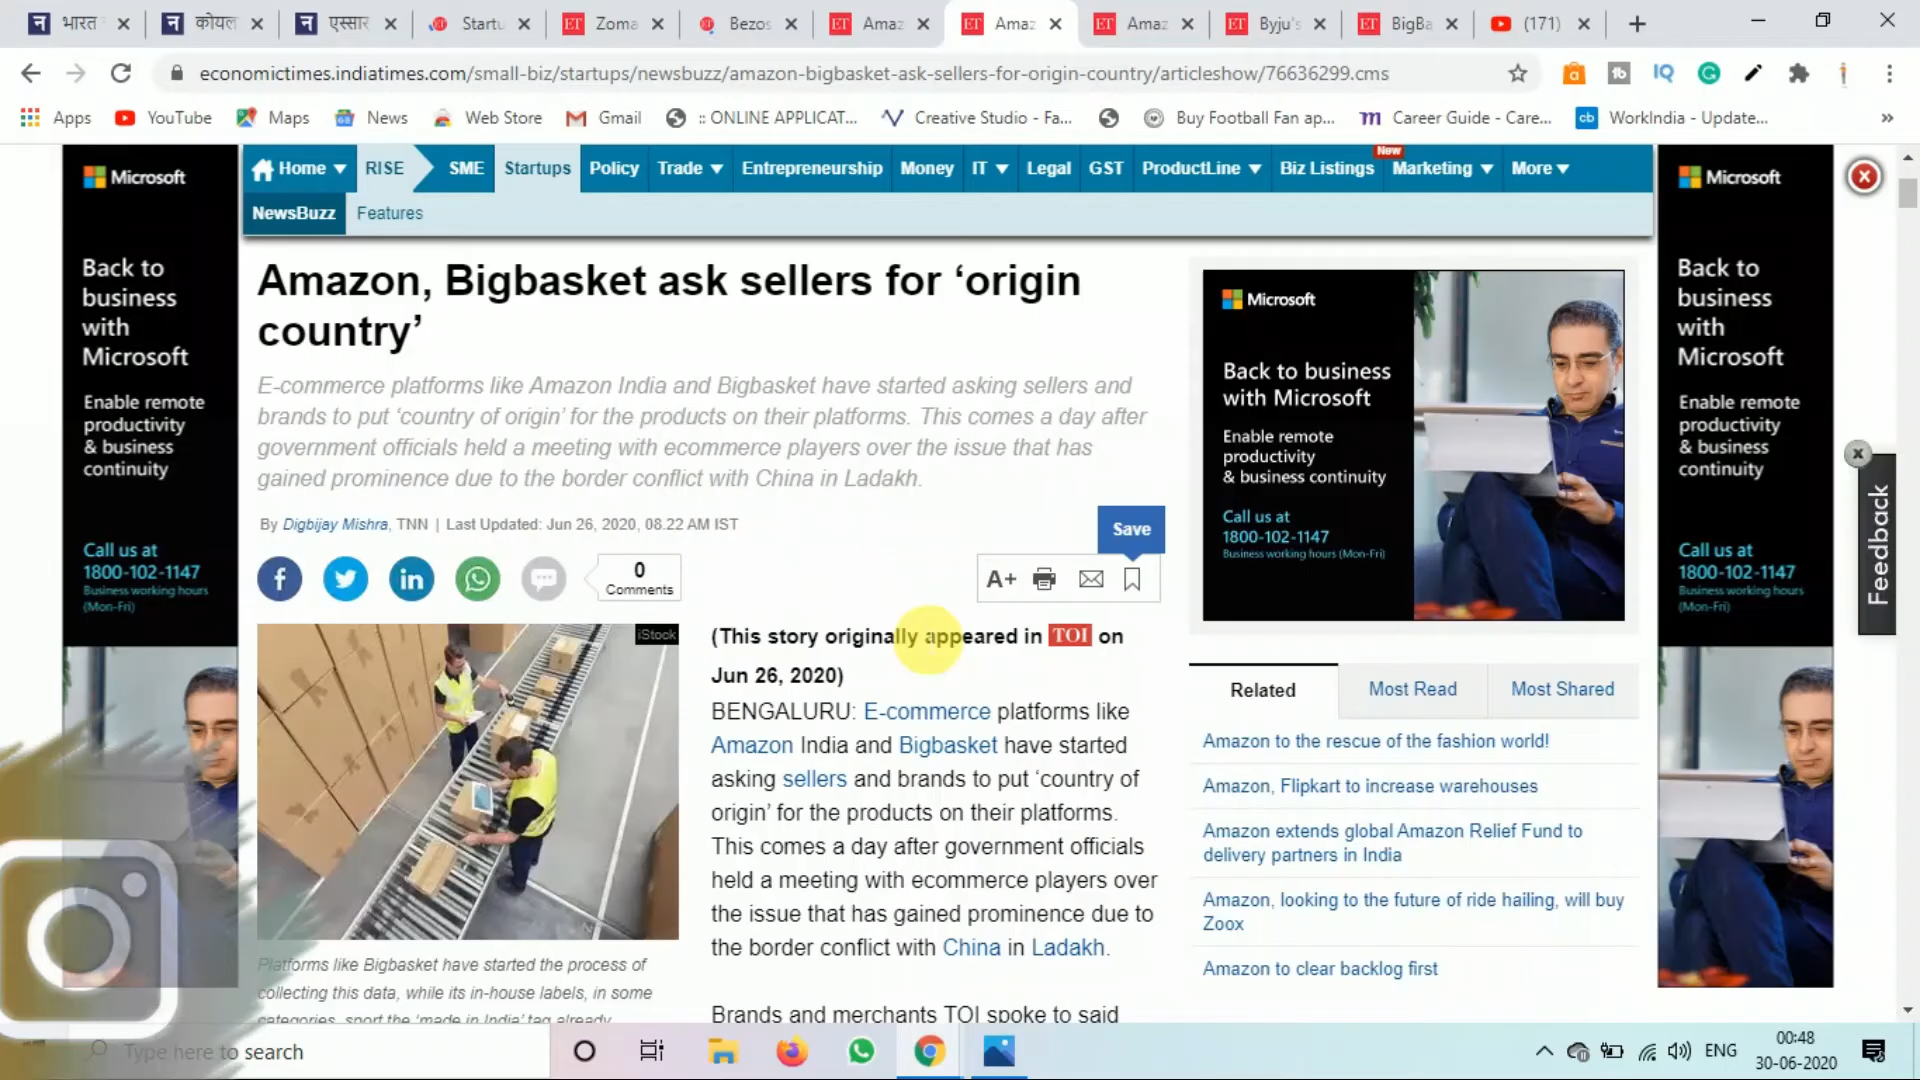 भारत
कोयल
एस्सार
Startu
Zoma
Bezos
Amaz
Amaz
Amaz
Byju's
BigBa
(171)
economictimes.indiatimes.com/small-biz/startups/newsbuzz/amazon-bigbasket-ask-sellers-for-origin-country/articleshow/76636299.cms
Apps
YouTube
Maps
News
Web Store
Gmail
:: ONLINE APPLICAT...
Creative Studio - Fa...
Buy Football Fan ap...
Career Guide - Care...
WorkIndia - Update...
Home
RISE
SME
Startups
Policy
Trade
Entrepreneurship
Money
IT
Legal
GST
ProductLine
Biz Listings
New
Marketing
More
NewsBuzz
Features
Microsoft
Back to
business
with
Microsoft
Enable remote
productivity
& business
continuity
Call us at
1800-102-1147
Business working hours
(Mon-Fri)
Amazon, Bigbasket ask sellers for ‘origin
country’
E-commerce platforms like Amazon India and Bigbasket have started asking sellers and
brands to put ‘country of origin’ for the products on their platforms. This comes a day after
government officials held a meeting with ecommerce players over the issue that has
gained prominence due to the border conflict with China in Ladakh.
By Digbijay Mishra, TNN | Last Updated: Jun 26, 2020, 08.22 AM IST
Save
0
Comments
A+
iStock
Platforms like Bigbasket have started the process of
collecting this data, while its in-house labels, in some
categories, sport the ‘made in India’ tag already
(This story originally appeared in TOI on
Jun 26, 2020)
BENGALURU: E-commerce platforms like
Amazon India and Bigbasket have started
asking sellers and brands to put ‘country of
origin’ for the products on their platforms.
This comes a day after government officials
held a meeting with ecommerce players over
the issue that has gained prominence due to
the border conflict with China in Ladakh.
Brands and merchants TOI spoke to said
Microsoft
Back to business
with Microsoft
Enable remote
productivity
& business continuity
Call us at
1800-102-1147
Business working hours (Mon-Fri)
Related
Most Read
Most Shared
Amazon to the rescue of the fashion world!
Amazon, Flipkart to increase warehouses
Amazon extends global Amazon Relief Fund to
delivery partners in India
Amazon, looking to the future of ride hailing, will buy
Zoox
Amazon to clear backlog first
Microsoft
Back to
business
with
Microsoft
Enable remote
productivity
& business
continuity
Call us at
1800-102-1147
Business working hours
(Mon-Fri)
Feedback
Type here to search
ENG
00:48
30-06-2020